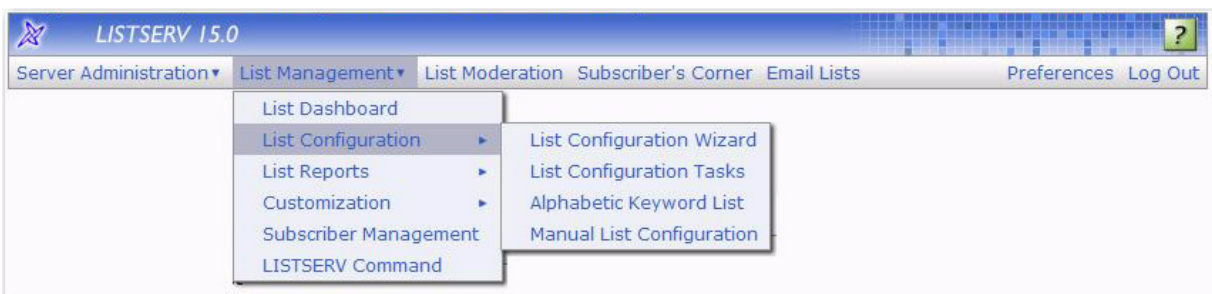 LISTSERV 15.0
?
Server Administration▾ List Management▾ List Moderation Subscriber's Corner Email Lists Preferences Log Out
List Dashboard
List Configuration ▸
List Reports ▸
Customization ▸
Subscriber Management
LISTSERV Command
List Configuration Wizard
List Configuration Tasks
Alphabetic Keyword List
Manual List Configuration